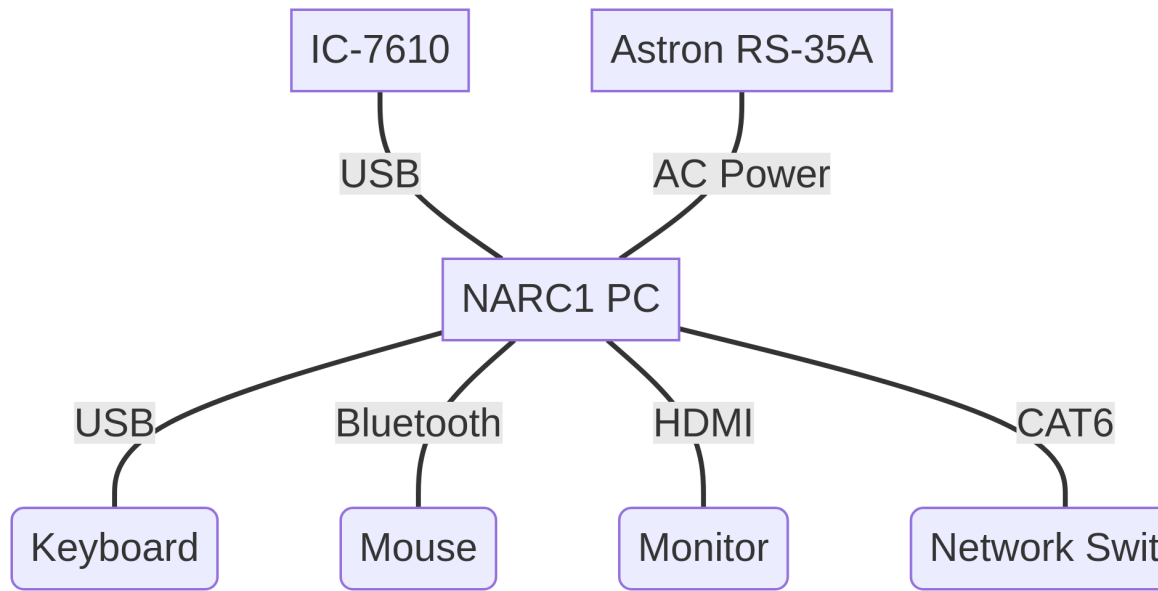 IC-7610
Astron RS-35A
USB
AC Power
NARC1 PC
USB
Bluetooth
HDMI
CAT6
Keyboard
Mouse
Monitor
Network Swit